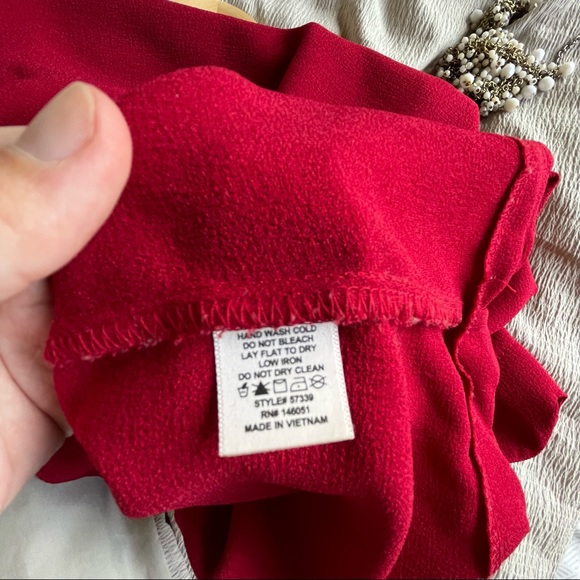 HAND WASH COLD
DO NOT BLEACH
LAY FLAT TO DRY
LOW IRON
DO NOT DRY CLEAN
STYLE# 57339
RN# 146051
MADE IN VIETNAM